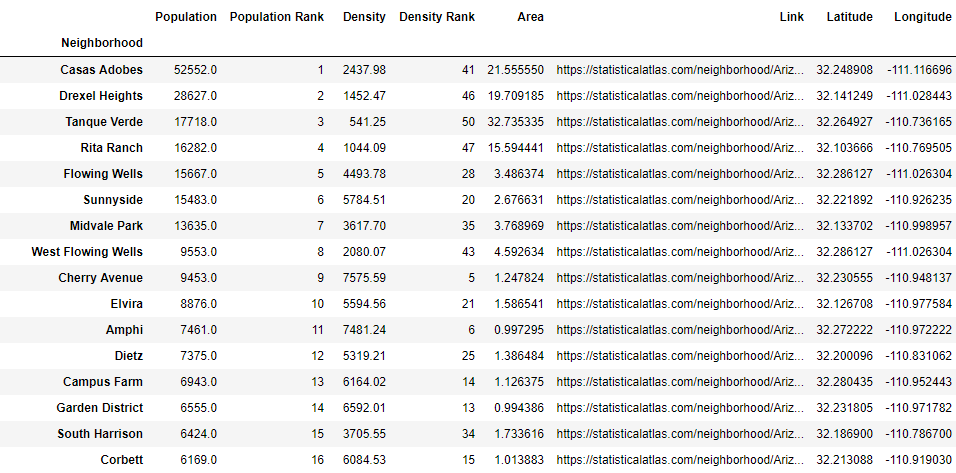 Population Population Rank Density Density Rank Area Link Latitude Longitude
Neighborhood
Casas Adobes 52552.0 1 2437.98 41 21.555550 https://statisticalatlas.com/neighborhood/Ariz... 32.248908 -111.116696
Drexel Heights 28627.0 2 1452.47 46 19.709185 https://statisticalatlas.com/neighborhood/Ariz... 32.141249 -111.028443
Tanque Verde 17718.0 3 541.25 50 32.735335 https://statisticalatlas.com/neighborhood/Ariz... 32.264927 -110.736165
Rita Ranch 16282.0 4 1044.09 47 15.594441 https://statisticalatlas.com/neighborhood/Ariz... 32.103666 -110.769505
Flowing Wells 15667.0 5 4493.78 28 3.486374 https://statisticalatlas.com/neighborhood/Ariz... 32.286127 -111.026304
Sunnyside 15483.0 6 5784.51 20 2.676631 https://statisticalatlas.com/neighborhood/Ariz... 32.221892 -110.926235
Midvale Park 13635.0 7 3617.70 35 3.768969 https://statisticalatlas.com/neighborhood/Ariz... 32.133702 -110.998957
West Flowing Wells 9553.0 8 2080.07 43 4.592634 https://statisticalatlas.com/neighborhood/Ariz... 32.286127 -111.026304
Cherry Avenue 9453.0 9 7575.59 5 1.247824 https://statisticalatlas.com/neighborhood/Ariz... 32.230555 -110.948137
Elvira 8876.0 10 5594.56 21 1.586541 https://statisticalatlas.com/neighborhood/Ariz... 32.126708 -110.977584
Amphi 7461.0 11 7481.24 6 0.997295 https://statisticalatlas.com/neighborhood/Ariz... 32.272222 -110.972222
Dietz 7375.0 12 5319.21 25 1.386484 https://statisticalatlas.com/neighborhood/Ariz... 32.200096 -110.831062
Campus Farm 6943.0 13 6164.02 14 1.126375 https://statisticalatlas.com/neighborhood/Ariz... 32.280435 -110.952443
Garden District 6555.0 14 6592.01 13 0.994386 https://statisticalatlas.com/neighborhood/Ariz... 32.231805 -110.971782
South Harrison 6424.0 15 3705.55 34 1.733616 https://statisticalatlas.com/neighborhood/Ariz... 32.186900 -110.786700
Corbett 6169.0 16 6084.53 15 1.013883 https://statisticalatlas.com/neighborhood/Ariz... 32.213088 -110.919030